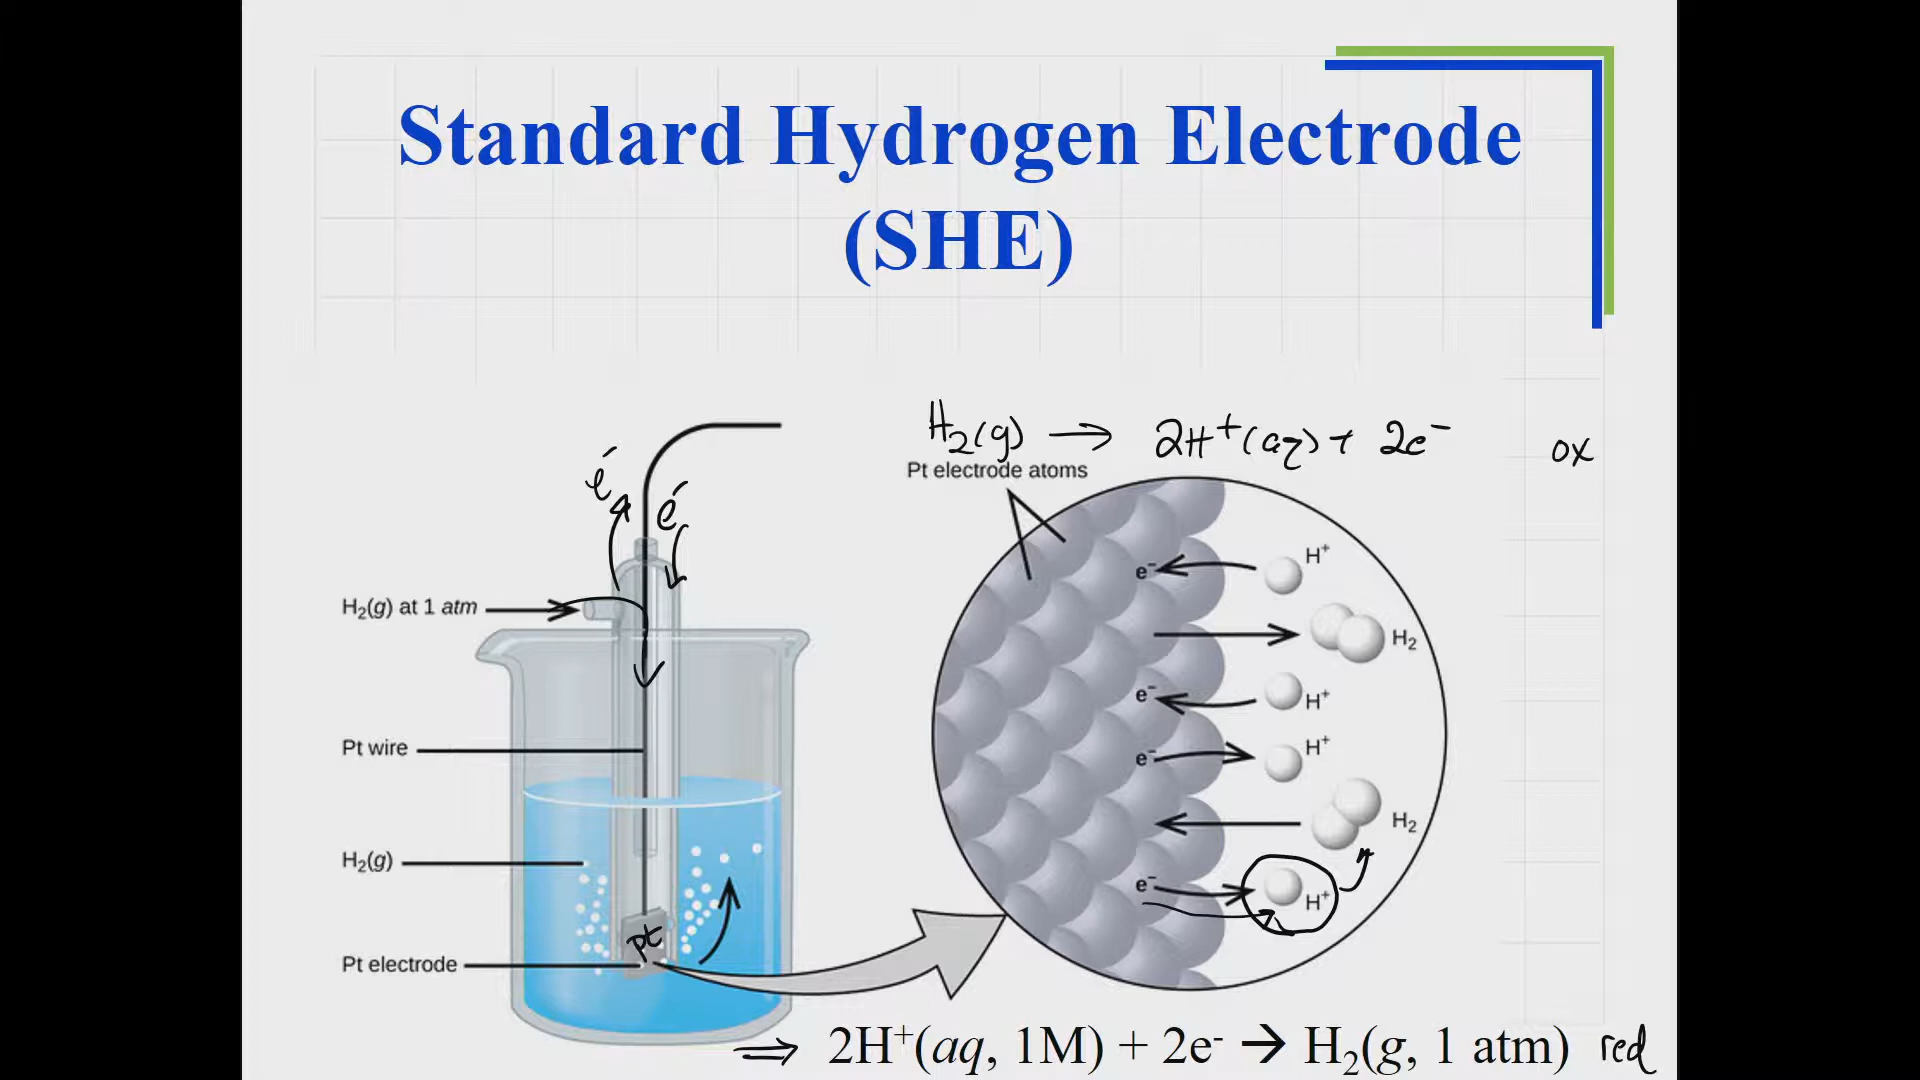 Standard Hydrogen Electrode
(SHE)
H₂(g) → 2H⁺(aq) + 2e⁻ ox
Pt electrode atoms
e⁻
e⁻
H₂(g) at 1 atm
Pt wire
H₂(g)
Pt electrode
pt
e⁻ H⁺
H₂
e⁻ H⁺
e⁻ H⁺
H₂
e⁻ H⁺
⇒ 2H⁺(aq, 1M) + 2e⁻ → H₂(g, 1 atm) red